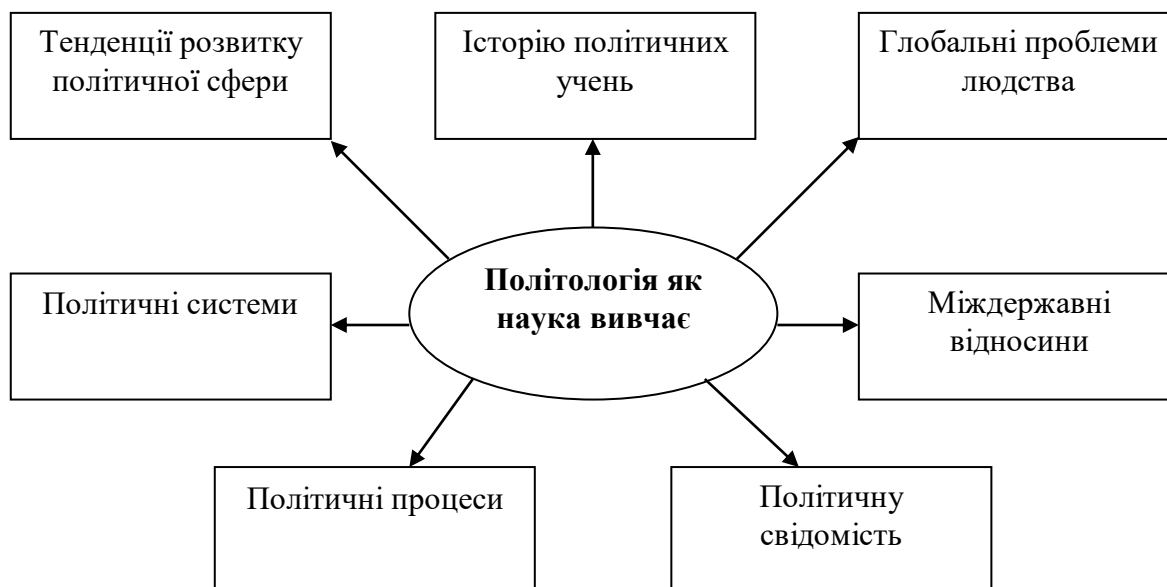 Тенденції розвитку
політичної сфери
Історію політичних
учень
Глобальні проблеми
людства
Політологія як
наука вивчає
Політичні системи
Міждержавні
відносини
Політичні процеси
Політичну
свідомість